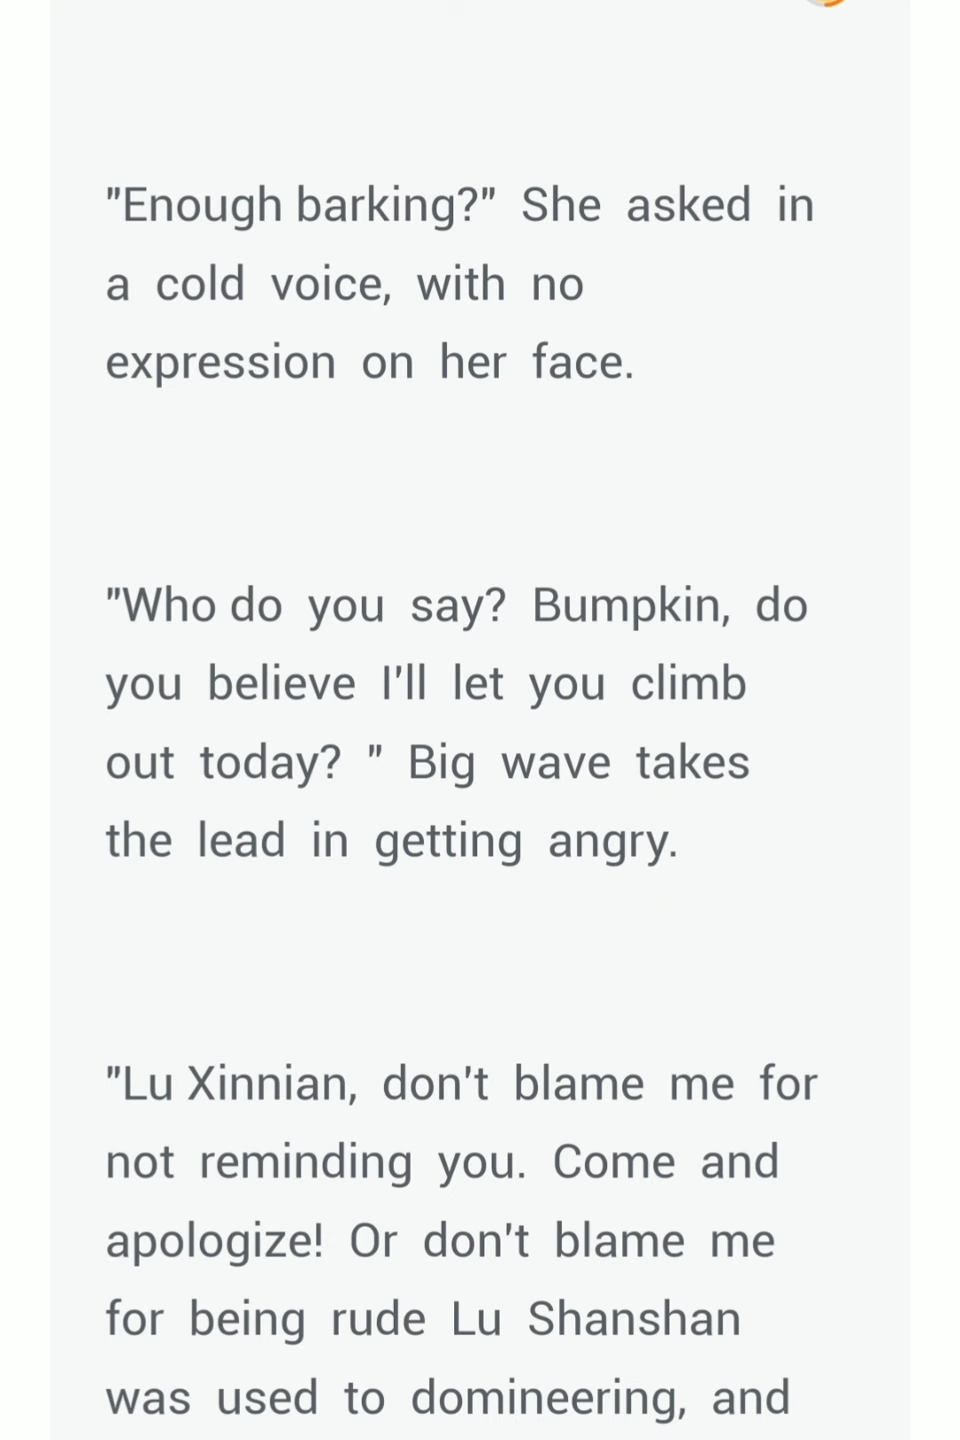 "Enough barking?" She asked in
a cold voice, with no
expression on her face.
"Who do you say? Bumpkin, do
you believe I'll let you climb
out today? " Big wave takes
the lead in getting angry.
"Lu Xinnian, don't blame me for
not reminding you. Come and
apologize! Or don't blame me
for being rude Lu Shanshan
was used to domineering, and